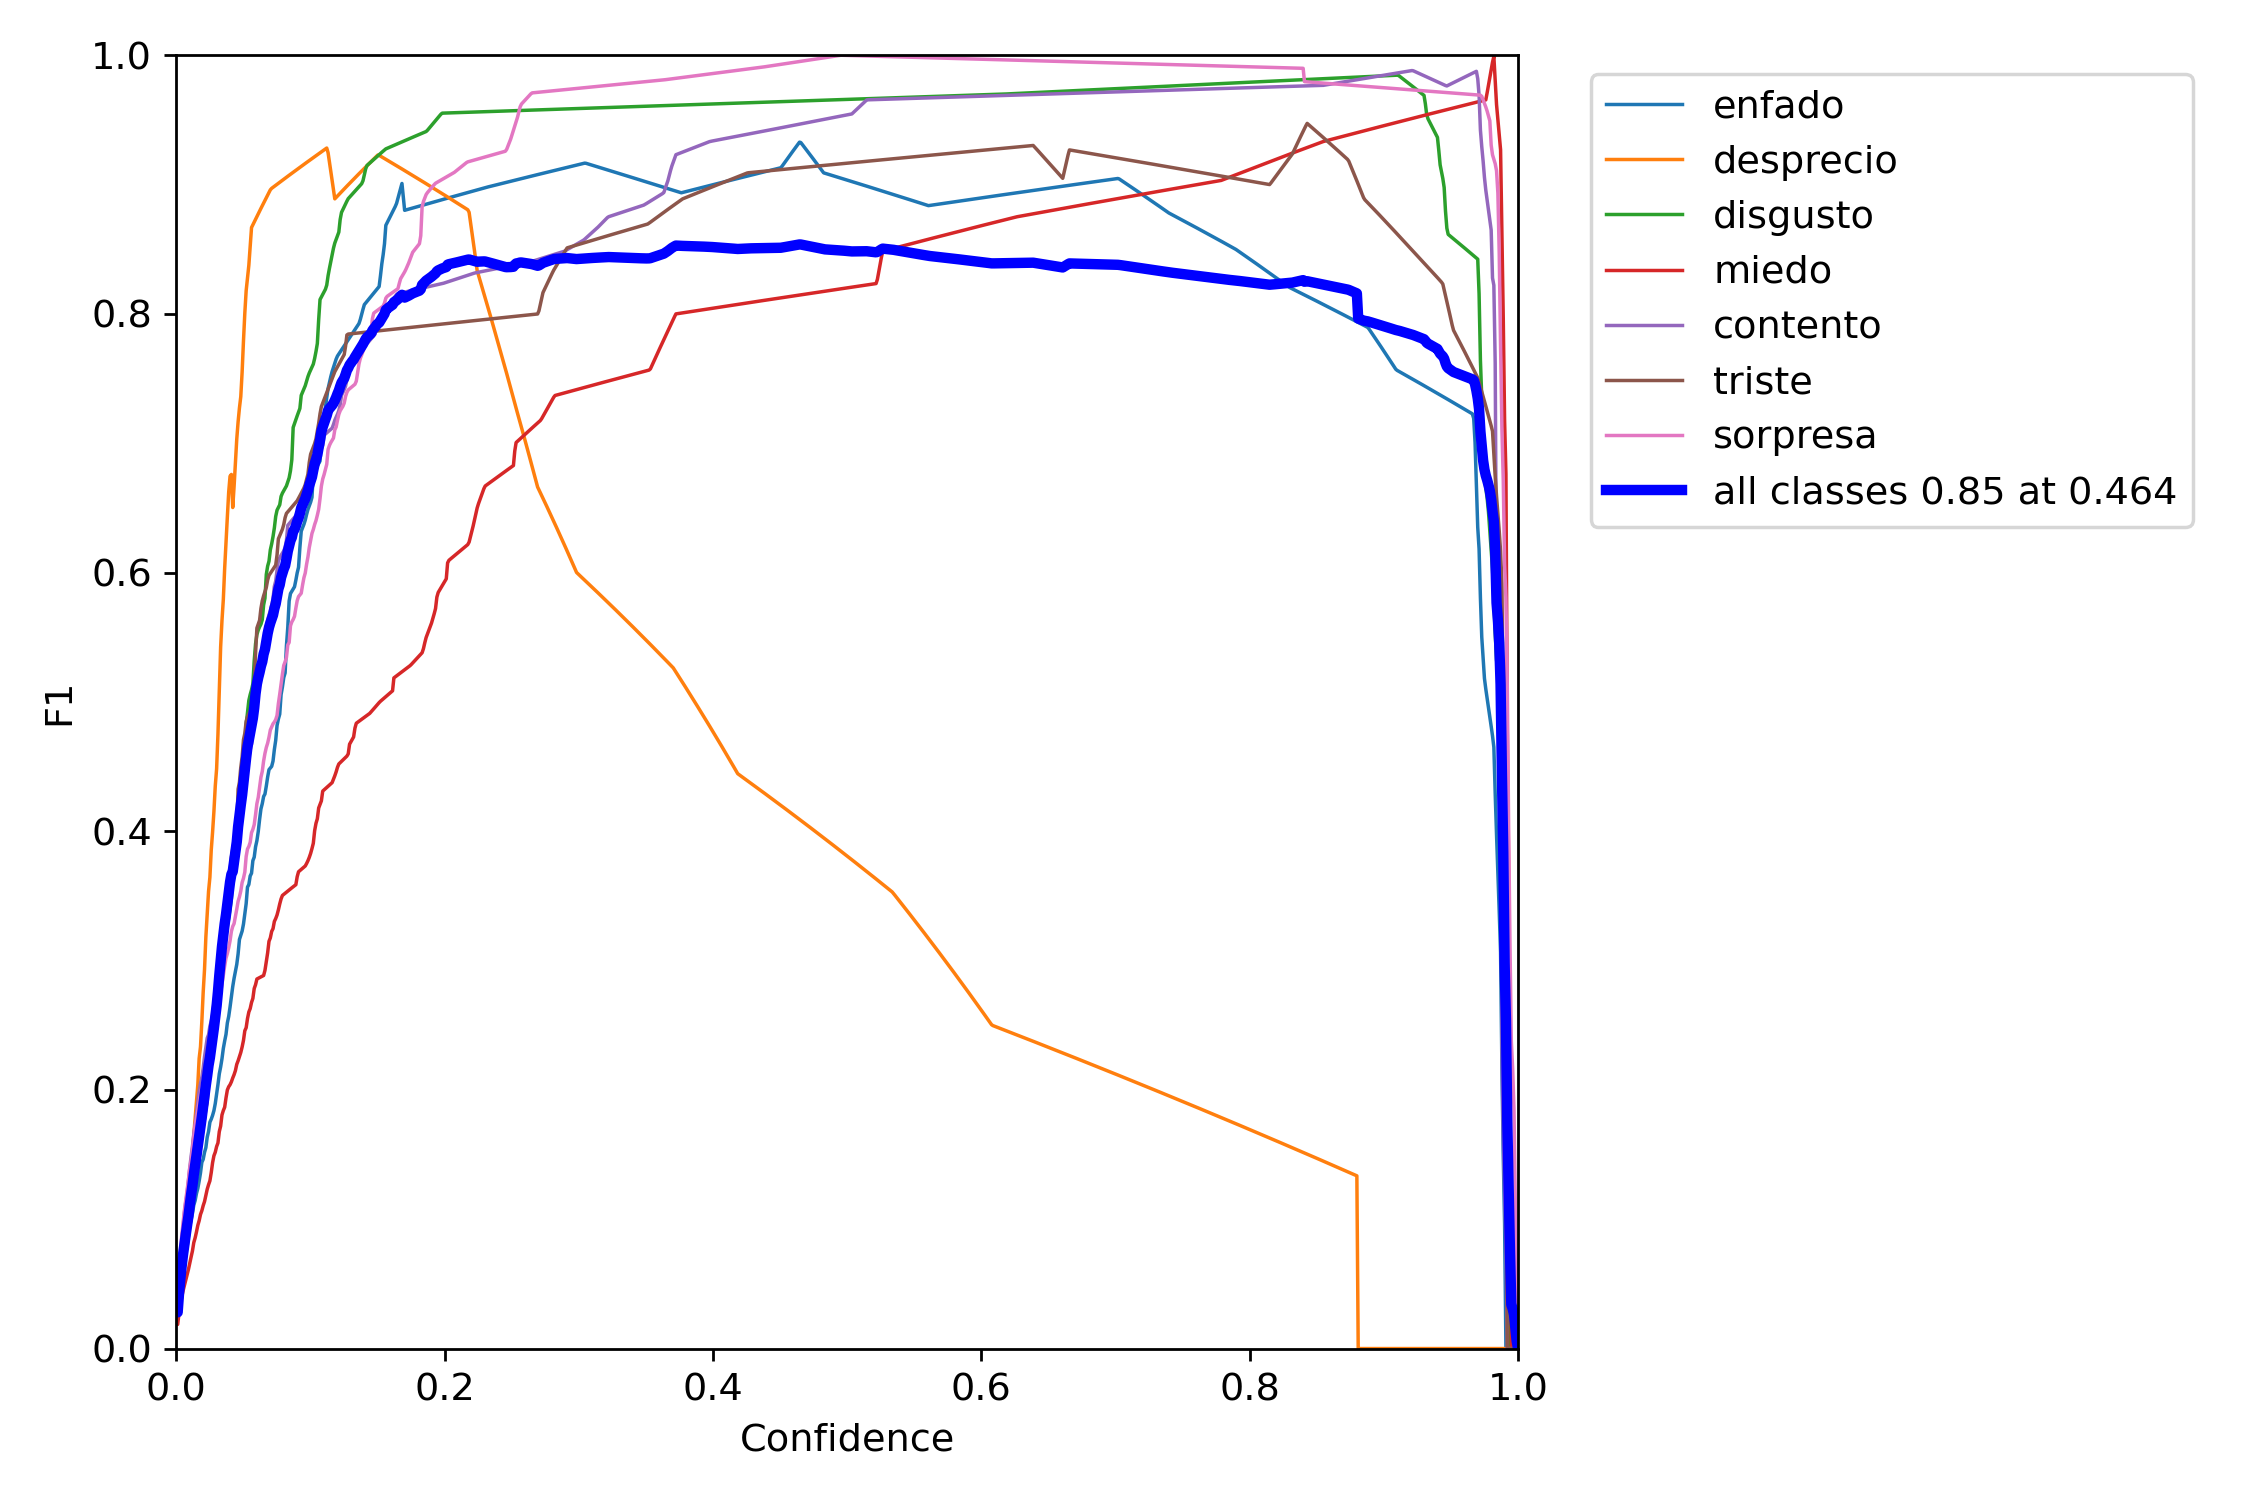 1.0
0.8
0.6
0.4
0.2
0.0
F1
0.0 0.2 0.4 0.6 0.8 1.0
Confidence
enfado
desprecio
disgusto
miedo
contento
triste
sorpresa
all classes 0.85 at 0.464